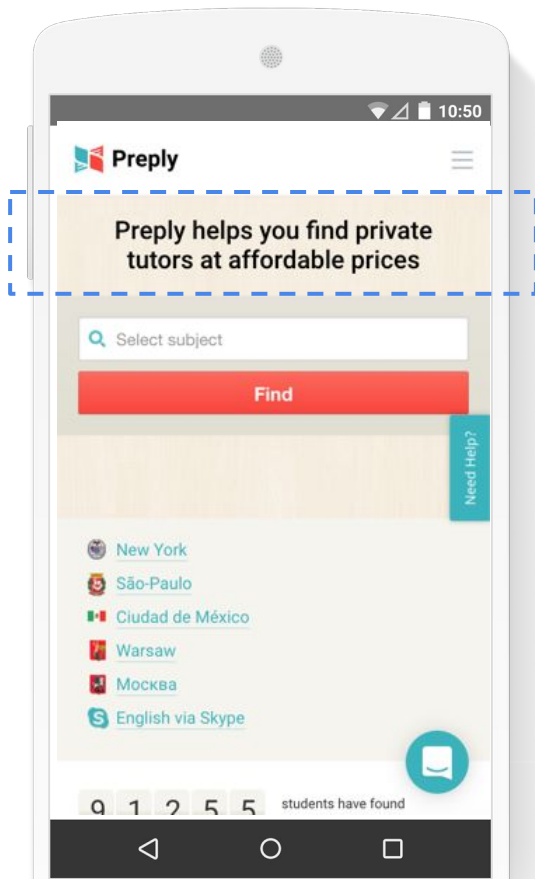 10:50
Preply
Preply helps you find private
tutors at affordable prices
Select subject
Find
Need Help?
New York
São-Paulo
Ciudad de México
Warsaw
Москва
English via Skype
9 1 2 5 5 students have found